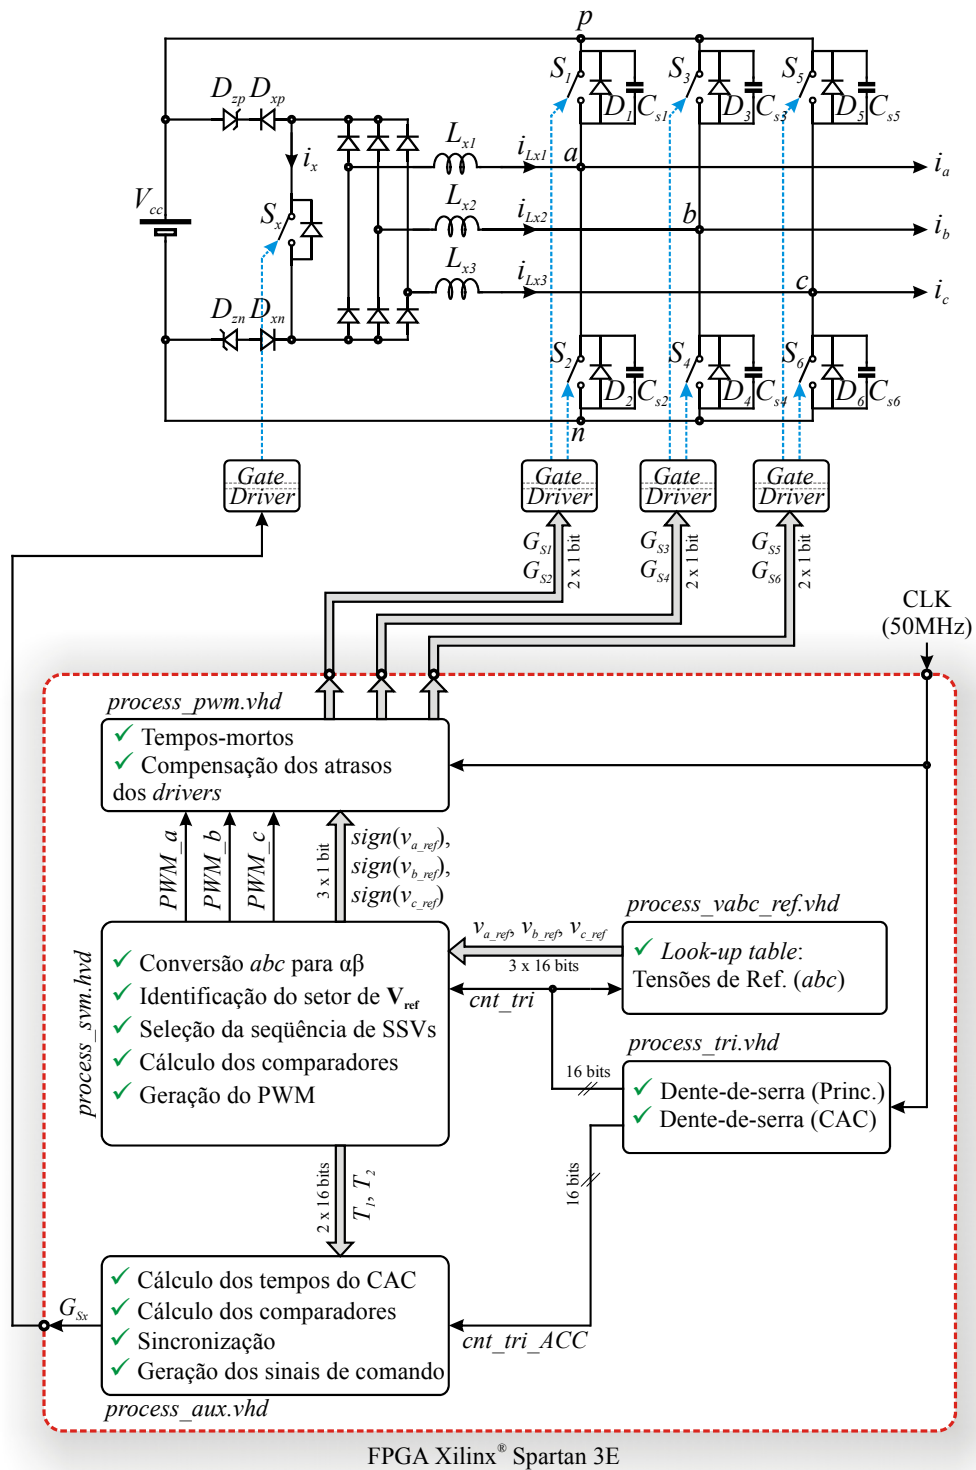 p
S1 S3 S5
Dzp Dxp
D1 Cs1 D3 Cs3 D5 Cs5
Lx1 iLx1 a ia
ix
Vcc Sx
Lx2 iLx2 b ib
Lx3 iLx3 c ic
Dzn Dxn
S2 S4 S6
D2 Cs2 D4 Cs4 D6 Cs6
n
Gate
Driver
Gate
Driver
Gate
Driver
Gate
Driver
GS1
GS2
2 x 1 bit
GS3
GS4
2 x 1 bit
GS5
GS6
2 x 1 bit
CLK
(50MHz)
process_pwm.vhd
✓ Tempos-mortos
✓ Compensação dos atrasos
dos drivers
PWM_a
PWM_b
PWM_c
3 x 1 bit
sign(va_ref),
sign(vb_ref),
sign(vc_ref)
process_vabc_ref.vhd
va_ref, vb_ref, vc_ref
3 x 16 bits
✓ Look-up table:
Tensões de Ref. (abc)
process_svm.hvd
✓ Conversão abc para αβ
✓ Identificação do setor de Vref
✓ Seleção da seqüência de SSVs
✓ Cálculo dos comparadores
✓ Geração do PWM
cnt_tri
process_tri.vhd
16 bits
✓ Dente-de-serra (Princ.)
✓ Dente-de-serra (CAC)
16 bits
2 x 16 bits
T1, T2
✓ Cálculo dos tempos do CAC
✓ Cálculo dos comparadores
✓ Sincronização
✓ Geração dos sinais de comando
GSx
cnt_tri_ACC
process_aux.vhd
FPGA Xilinx® Spartan 3E